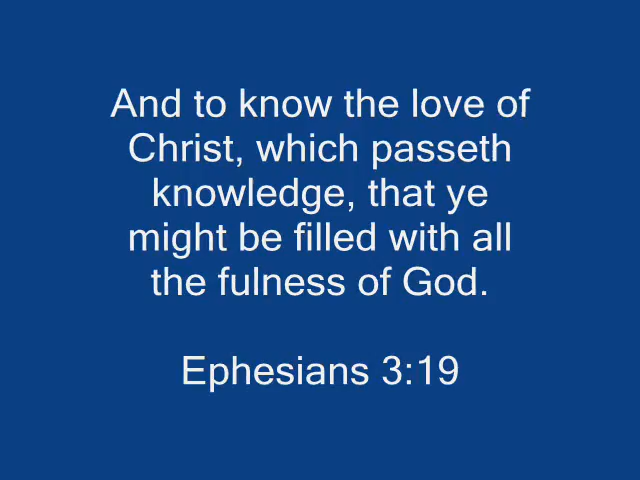 And to know the love of
Christ, which passeth
knowledge, that ye
might be filled with all
the fulness of God.
Ephesians 3:19